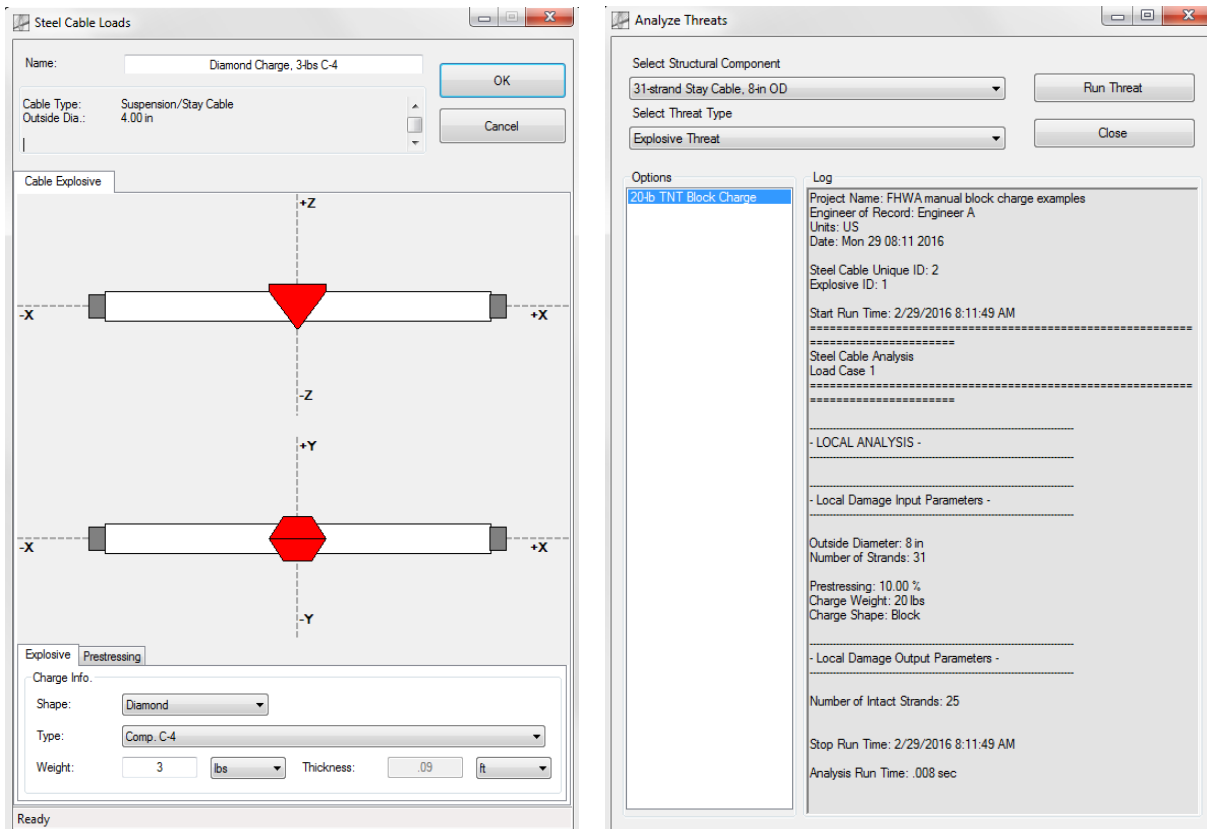 Steel Cable Loads
Name:
Diamond Charge, 3-lbs C-4
OK
Cable Type: Suspension/Stay Cable
Outside Dia.: 4.00 in
Cancel
Cable Explosive
+Z
-X
+X
-Z
+Y
-X
+X
-Y
Explosive
Prestressing
Charge Info.
Shape: Diamond
Type: Comp. C-4
Weight: 3 lbs Thickness: .09 ft
Ready
Analyze Threats
Select Structural Component
31-strand Stay Cable, 8-in OD
Run Threat
Select Threat Type
Explosive Threat
Close
Options
20-lb TNT Block Charge
Log
Project Name: FHWA manual block charge examples
Engineer of Record: Engineer A
Units: US
Date: Mon 29 08:11 2016
Steel Cable Unique ID: 2
Explosive ID: 1
Start Run Time: 2/29/2016 8:11:49 AM
Steel Cable Analysis
Load Case 1
- LOCAL ANALYSIS -
- Local Damage Input Parameters -
Outside Diameter: 8 in
Number of Strands: 31
Prestressing: 10.00 %
Charge Weight: 20 lbs
Charge Shape: Block
- Local Damage Output Parameters -
Number of Intact Strands: 25
Stop Run Time: 2/29/2016 8:11:49 AM
Analysis Run Time: .008 sec